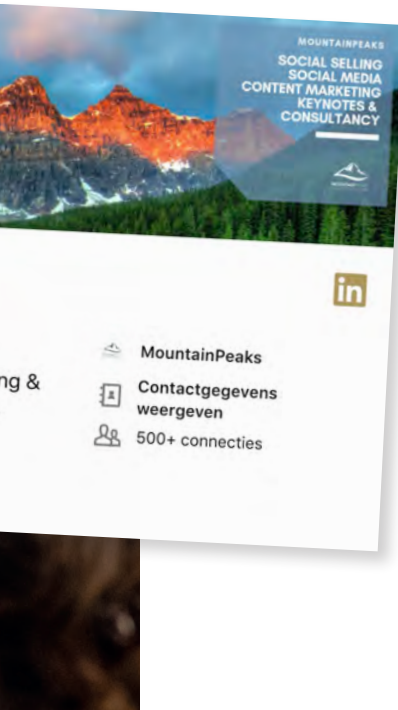 MOUNTAINPEAKS
SOCIAL SELLING
SOCIAL MEDIA
CONTENT MARKETING
KEYNOTES &
CONSULTANCY
in
ng &
MountainPeaks
Contactgegevens
weergeven
500+ connecties